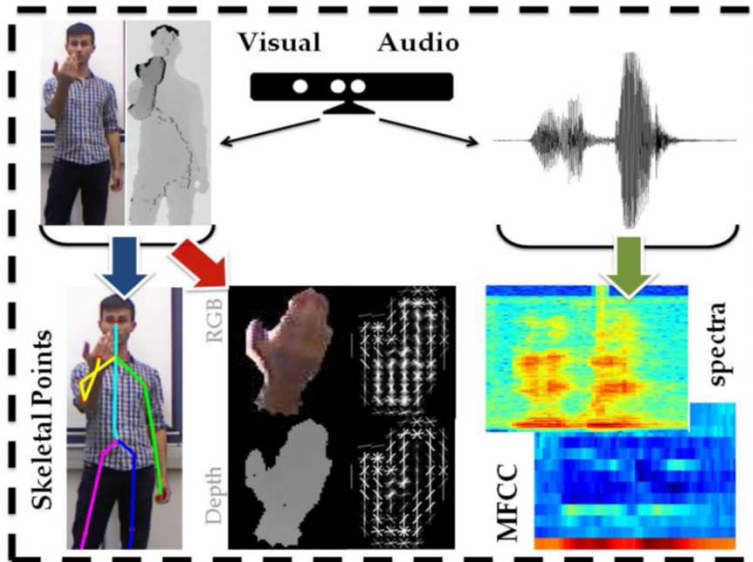 Visual Audio
Skeletal Points
RGB
Depth
spectra
MFCC